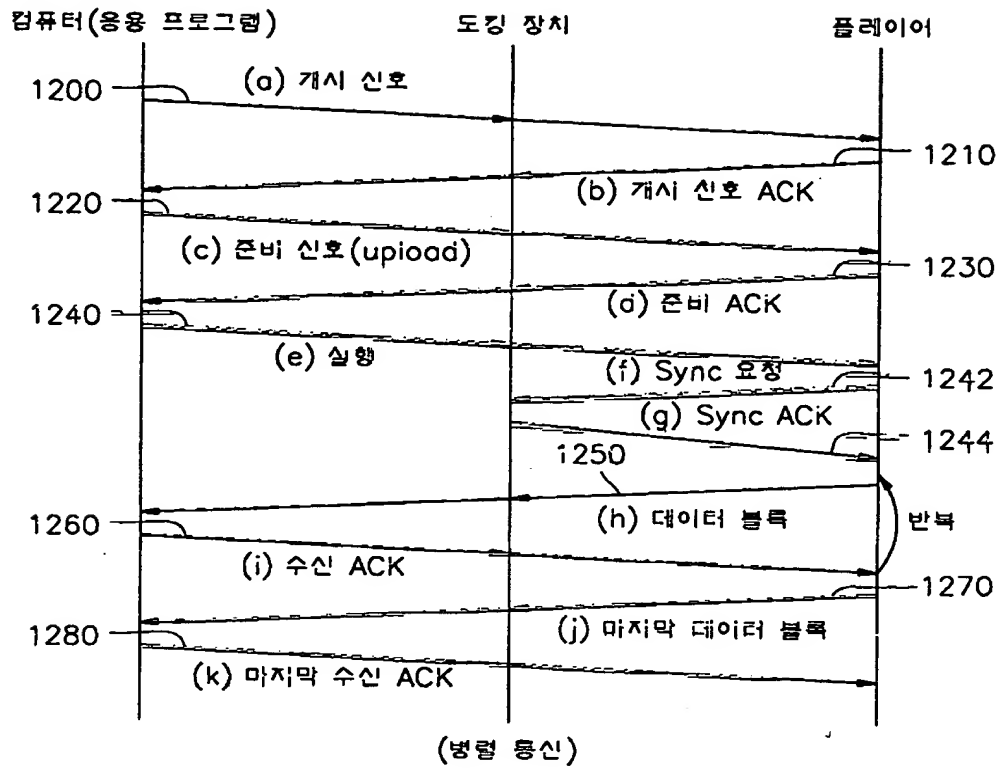 컴퓨터(응용 프로그램) 도킹 장치 플레이어
1200 (a) 개시 신호
1210
(b) 개시 신호 ACK
1220
(c) 준비 신호(upioad)
1230
(d) 준비 ACK
1240
(e) 실행
(f) Sync 요청
1242
(g) Sync ACK
1244
1250
(h) 데이터 블록
반복
1260
(i) 수신 ACK
1270
(j) 마지막 데이터 블록
1280
(k) 마지막 수신 ACK
(병렬 통신)